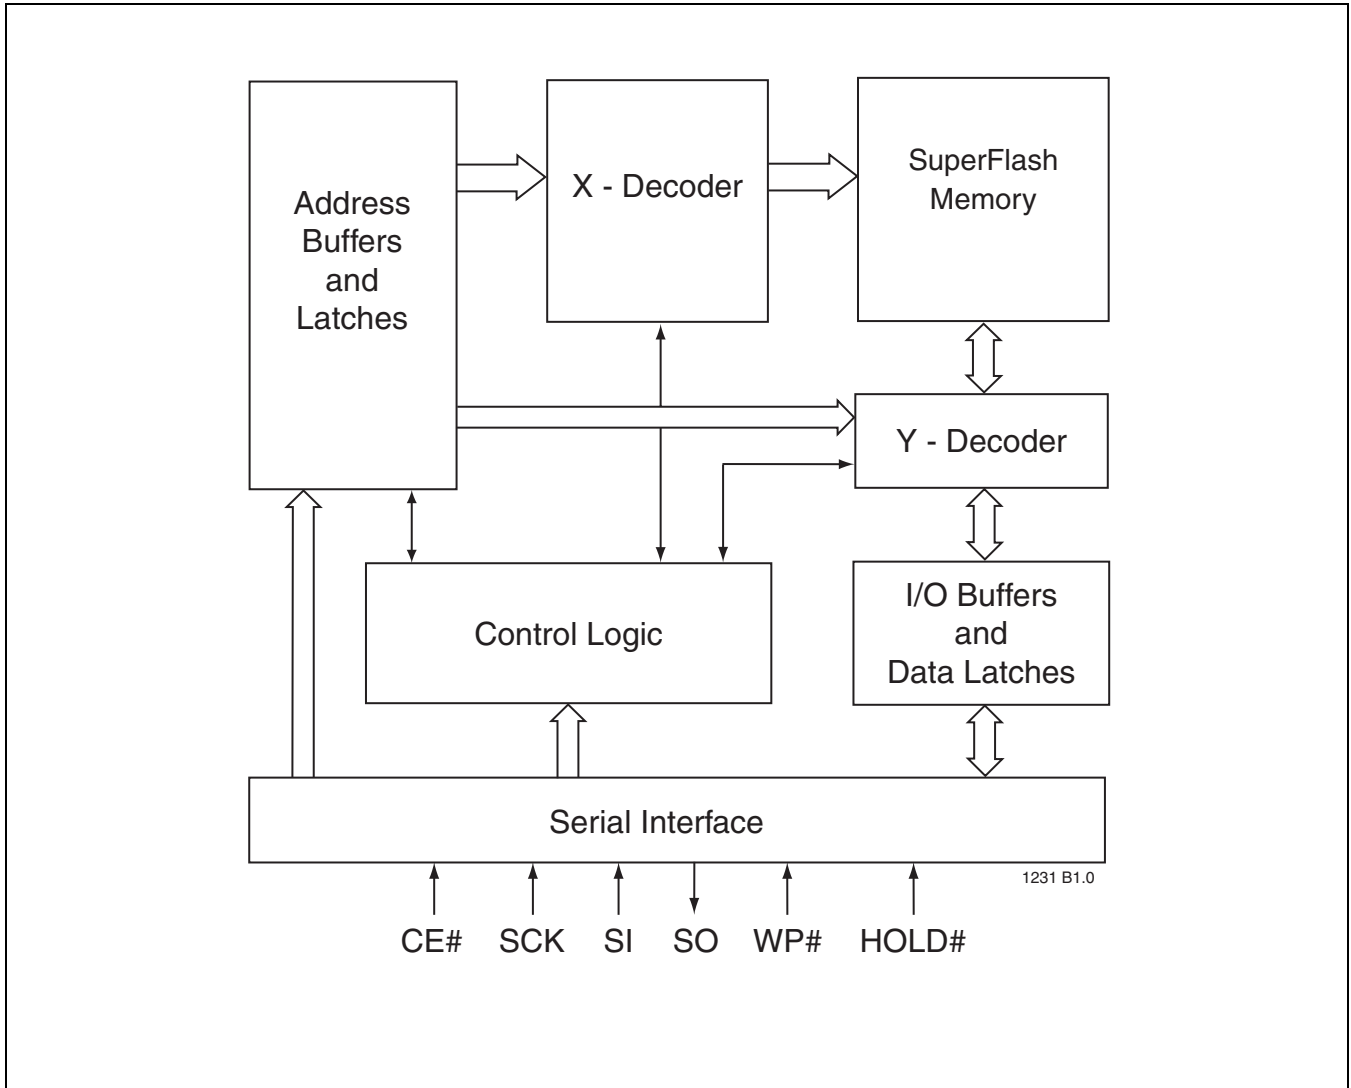 Address
Buffers
and
Latches
X - Decoder
SuperFlash
Memory
Y - Decoder
Control Logic
I/O Buffers
and
Data Latches
Serial Interface
1231 B1.0
CE# SCK SI SO WP# HOLD#